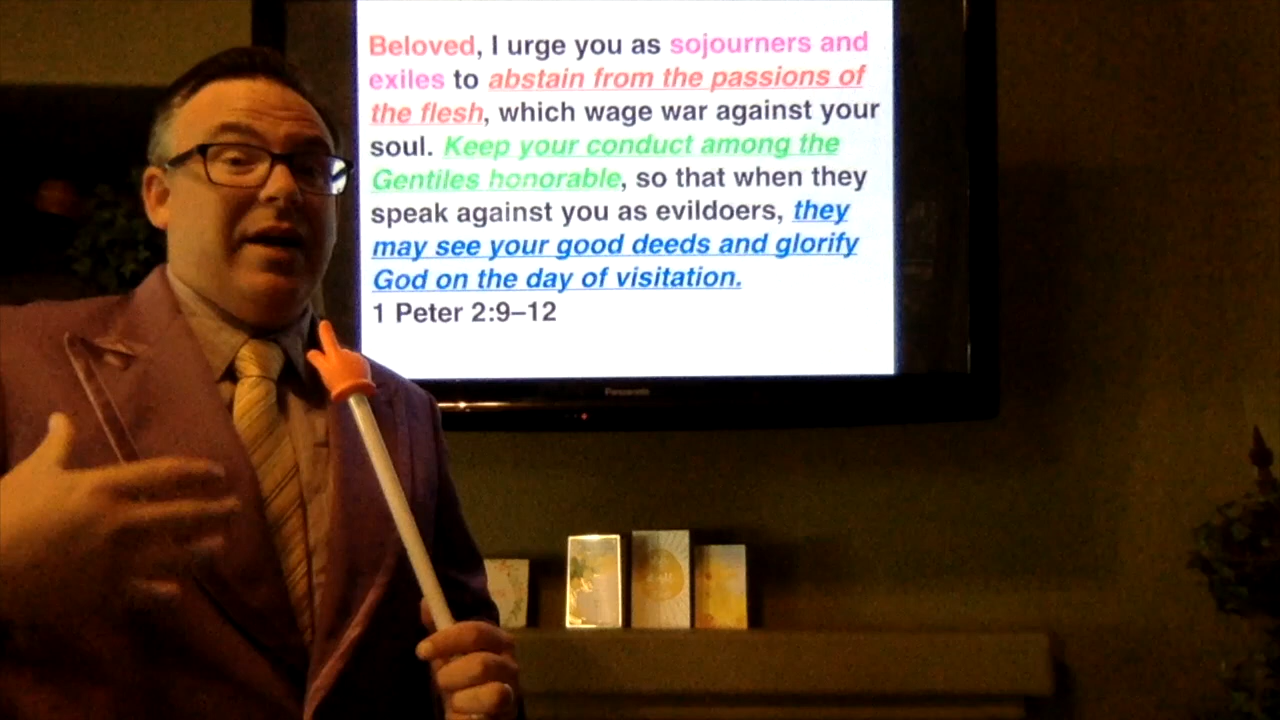 Beloved, I urge you as sojourners and
exiles to abstain from the passions of
the flesh, which wage war against your
soul. Keep your conduct among the
Gentiles honorable, so that when they
speak against you as evildoers, they
may see your good deeds and glorify
God on the day of visitation.
1 Peter 2:9–12
Panasonic